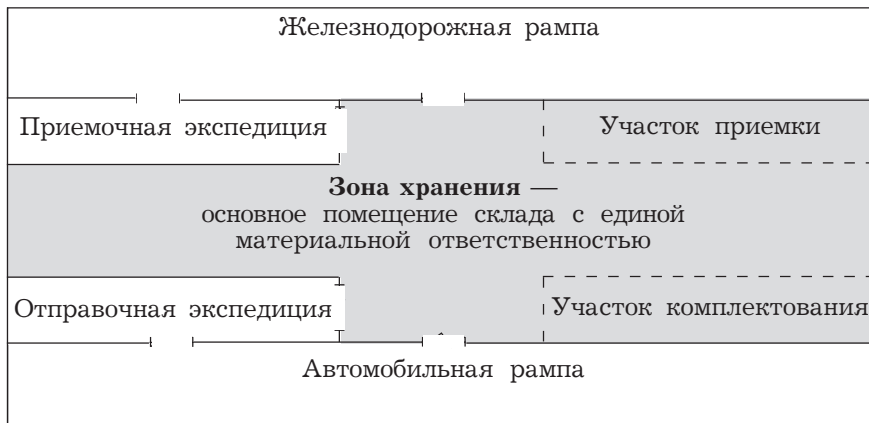 Железнодорожная рампа
Приемочная экспедиция
Участок приемки
Зона хранения —
основное помещение склада с единой
материальной ответственностью
Отправочная экспедиция
Участок комплектования
Автомобильная рампа